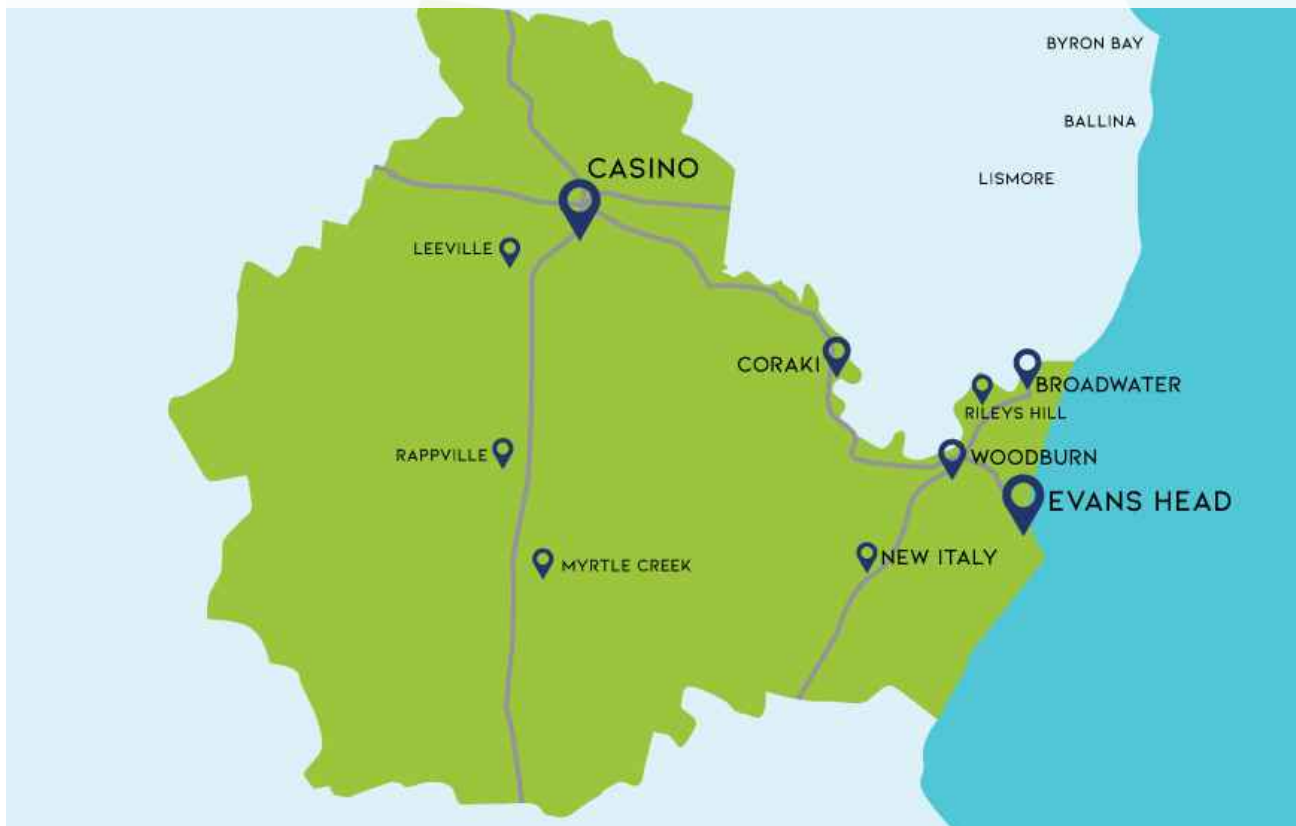 BYRON BAY
BALLINA
CASINO
LISMORE
LEEVILLE
CORAKI
BROADWATER
RILEYS HILL
RAPPVILLE
WOODBURN
EVANS HEAD
NEW ITALY
MYRTLE CREEK